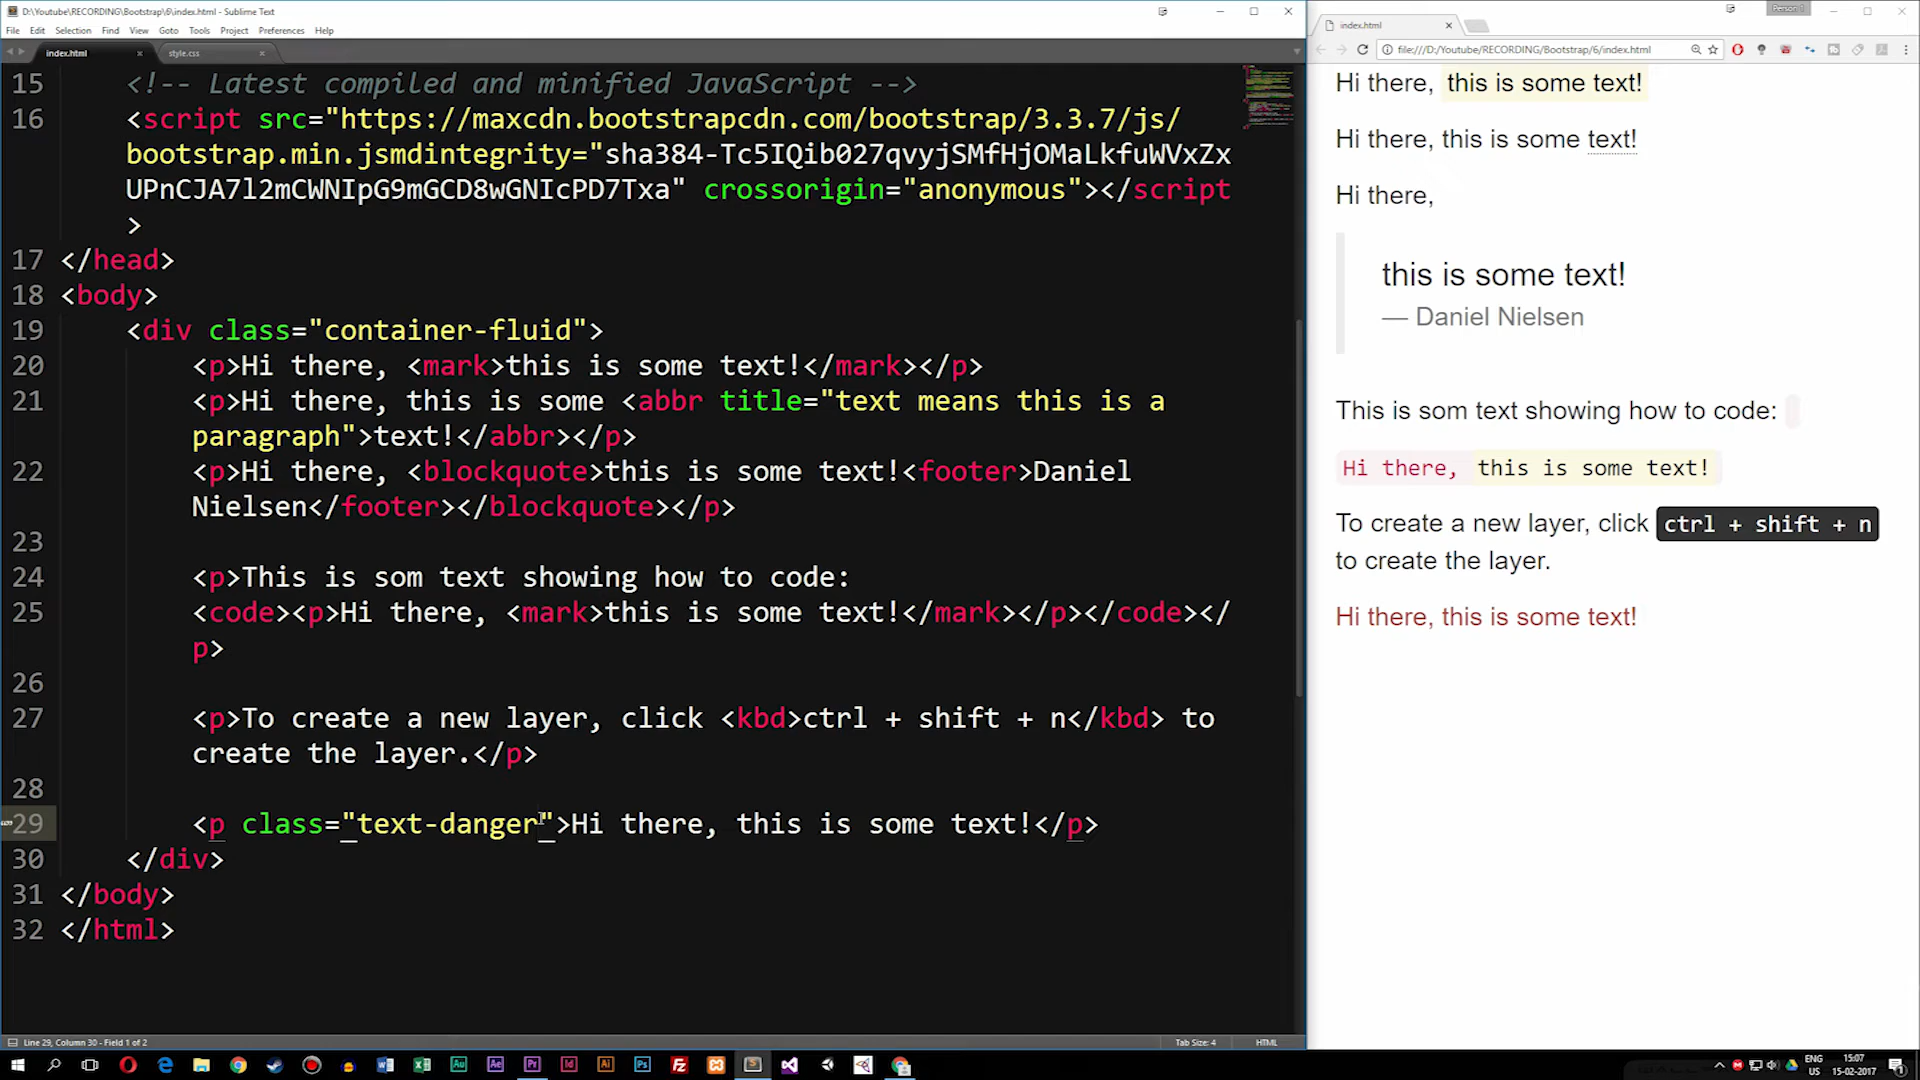 D:\Youtube\RECORDING\Bootstrap\6\index.html - Sublime Text
File Edit Selection Find View Goto Tools Project Preferences Help
index.html × style.css ×
15 <!-- Latest compiled and minified JavaScript -->
16 <script src="https://maxcdn.bootstrapcdn.com/bootstrap/3.3.7/js/
bootstrap.min.jsmdintegrity="sha384-Tc5IQib027qvyjSMfHjOMaLkfuWVxZx
UPnCJA7l2mCWNIpG9mGCD8wGNIcPD7Txa" crossorigin="anonymous"></script
>
17 </head>
18 <body>
19 <div class="container-fluid">
20 <p>Hi there, <mark>this is some text!</mark></p>
21 <p>Hi there, this is some <abbr title="text means this is a
paragraph">text!</abbr></p>
22 <p>Hi there, <blockquote>this is some text!<footer>Daniel
Nielsen</footer></blockquote></p>
23
24 <p>This is som text showing how to code:
25 <code><p>Hi there, <mark>this is some text!</mark></p></code></
p>
26
27 <p>To create a new layer, click <kbd>ctrl + shift + n</kbd> to
create the layer.</p>
28
29 <p class="text-danger">Hi there, this is some text!</p>
30 </div>
31 </body>
32 </html>
Line 29, Column 30 - Field 1 of 2
Tab Size: 4 HTML
Person 1
index.html ×
file:///D:/Youtube/RECORDING/Bootstrap/6/index.html
Hi there, this is some text!
Hi there, this is some text!
Hi there,
this is some text!
— Daniel Nielsen
This is som text showing how to code:
Hi there, this is some text!
To create a new layer, click ctrl + shift + n
to create the layer.
Hi there, this is some text!
Au Ae Pr Id Ai Ps Fz
ENG
US
15:07
15-02-2017